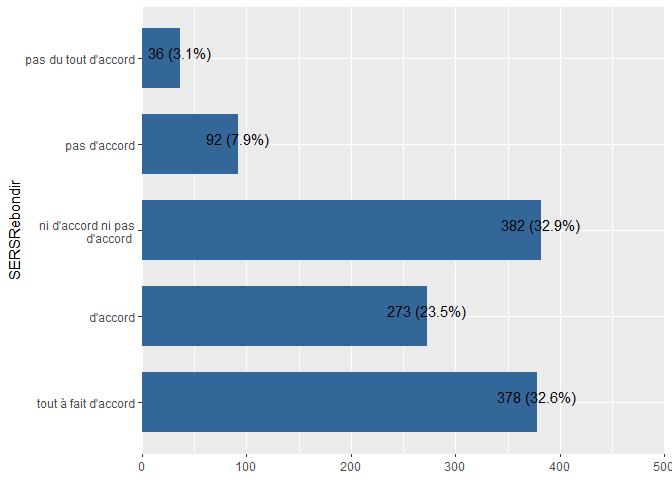 SERSRebondir
pas du tout d'accord
36 (3.1%)
pas d'accord
92 (7.9%)
ni d'accord ni pas
d'accord
382 (32.9%)
d'accord
273 (23.5%)
tout à fait d'accord
378 (32.6%)
0 100 200 300 400 500